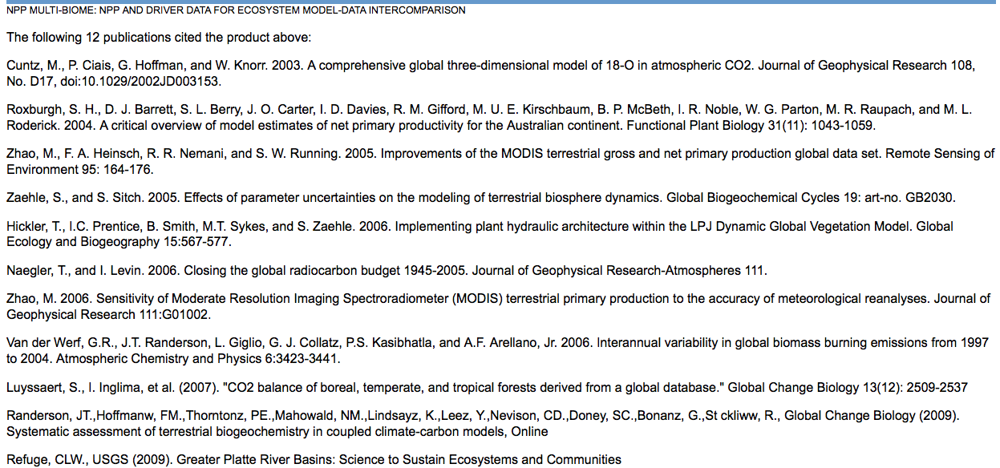 NPP MULTI-BIOME: NPP AND DRIVER DATA FOR ECOSYSTEM MODEL-DATA INTERCOMPARISON
The following 12 publications cited the product above:
Cuntz, M., P. Ciais, G. Hoffman, and W. Knorr. 2003. A comprehensive global three-dimensional model of 18-O in atmospheric CO2. Journal of Geophysical Research 108,
No. D17, doi:10.1029/2002JD003153.
Roxburgh, S. H., D. J. Barrett, S. L. Berry, J. O. Carter, I. D. Davies, R. M. Gifford, M. U. E. Kirschbaum, B. P. McBeth, I. R. Noble, W. G. Parton, M. R. Raupach, and M. L.
Roderick. 2004. A critical overview of model estimates of net primary productivity for the Australian continent. Functional Plant Biology 31(11): 1043-1059.
Zhao, M., F. A. Heinsch, R. R. Nemani, and S. W. Running. 2005. Improvements of the MODIS terrestrial gross and net primary production global data set. Remote Sensing of
Environment 95: 164-176.
Zaehle, S., and S. Sitch. 2005. Effects of parameter uncertainties on the modeling of terrestrial biosphere dynamics. Global Biogeochemical Cycles 19: art-no. GB2030.
Hickler, T., I.C. Prentice, B. Smith, M.T. Sykes, and S. Zaehle. 2006. Implementing plant hydraulic architecture within the LPJ Dynamic Global Vegetation Model. Global
Ecology and Biogeography 15:567-577.
Naegler, T., and I. Levin. 2006. Closing the global radiocarbon budget 1945-2005. Journal of Geophysical Research-Atmospheres 111.
Zhao, M. 2006. Sensitivity of Moderate Resolution Imaging Spectroradiometer (MODIS) terrestrial primary production to the accuracy of meteorological reanalyses. Journal of
Geophysical Research 111:G01002.
Van der Werf, G.R., J.T. Randerson, L. Giglio, G. J. Collatz, P.S. Kasibhatla, and A.F. Arellano, Jr. 2006. Interannual variability in global biomass burning emissions from 1997
to 2004. Atmospheric Chemistry and Physics 6:3423-3441.
Luyssaert, S., I. Inglima, et al. (2007). "CO2 balance of boreal, temperate, and tropical forests derived from a global database." Global Change Biology 13(12): 2509-2537
Randerson, JT.,Hoffmanw, FM.,Thorntonz, PE.,Mahowald, NM.,Lindsayz, K.,Leez, Y.,Nevison, CD.,Doney, SC.,Bonanz, G.,St ckliww, R., Global Change Biology (2009).
Systematic assessment of terrestrial biogeochemistry in coupled climate-carbon models, Online
Refuge, CLW., USGS (2009). Greater Platte River Basins: Science to Sustain Ecosystems and Communities